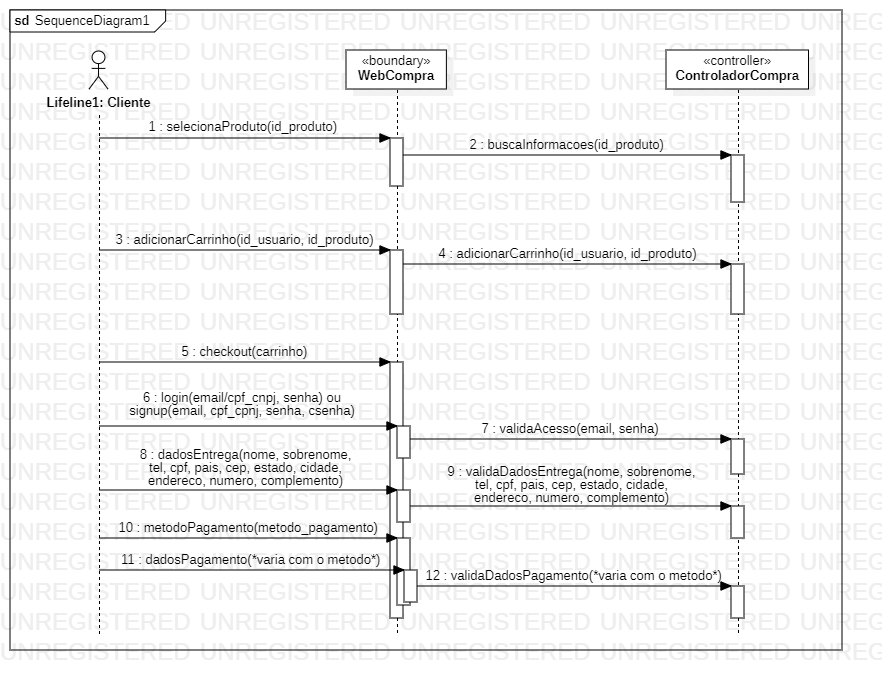 sd SequenceDiagram1
«boundary»
WebCompra
«controller»
ControladorCompra
Lifeline1: Cliente
1 : selecionaProduto(id_produto)
2 : buscaInformacoes(id_produto)
3 : adicionarCarrinho(id_usuario, id_produto)
4 : adicionarCarrinho(id_usuario, id_produto)
5 : checkout(carrinho)
6 : login(email/cpf_cnpj, senha) ou
signup(email, cpf_cpnj, senha, csenha)
7 : validaAcesso(email, senha)
8 : dadosEntrega(nome, sobrenome,
tel, cpf, pais, cep, estado, cidade,
endereco, numero, complemento)
9 : validaDadosEntrega(nome, sobrenome,
tel, cpf, pais, cep, estado, cidade,
endereco, numero, complemento)
10 : metodoPagamento(metodo_pagamento)
11 : dadosPagamento(*varia com o metodo*)
12 : validaDadosPagamento(*varia com o metodo*)
UNREGISTERED UNREGISTERED UNREGISTERED UNREGISTERED UNREGISTERED